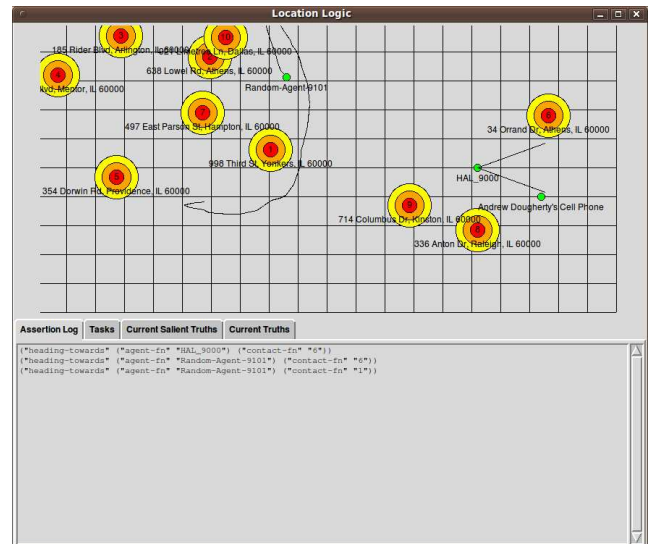 Location Logic
3
10
185 Rider Blvd, Arlington, IL 60000
Ln, Dallas, IL 60000
638 Lowel Rd, Athens, IL 60000
4
lvd, Mentor, IL 60000
Random-Agent-9101
7
497 East Parson St, Hampton, IL 60000
6
34 Orrand Dr, Athens, IL 60000
1
998 Third St, Yonkers, IL 60000
5
HAL_9000
354 Dorwin Rd, Providence, IL 60000
9
Andrew Dougherty's Cell Phone
714 Columbus Dr, Kinston, IL 60000
8
336 Anton Dr, Raleigh, IL 60000
Assertion Log Tasks Current Salient Truths Current Truths
("heading-towards" ("agent-fn" "HAL_9000") ("contact-fn" "6"))
("heading-towards" ("agent-fn" "Random-Agent-9101") ("contact-fn" "6"))
("heading-towards" ("agent-fn" "Random-Agent-9101") ("contact-fn" "1"))